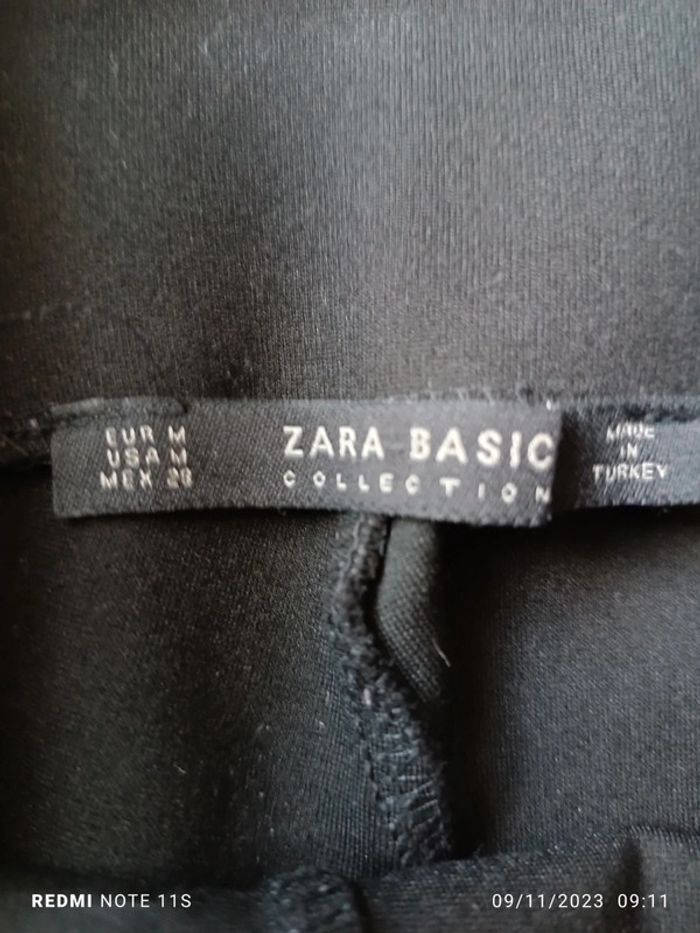 EUR M
USA M
MEX 28
ZARA BASIC
COLLECTION
MADE
IN
TURKEY
REDMI NOTE 11S
09/11/2023 09:11